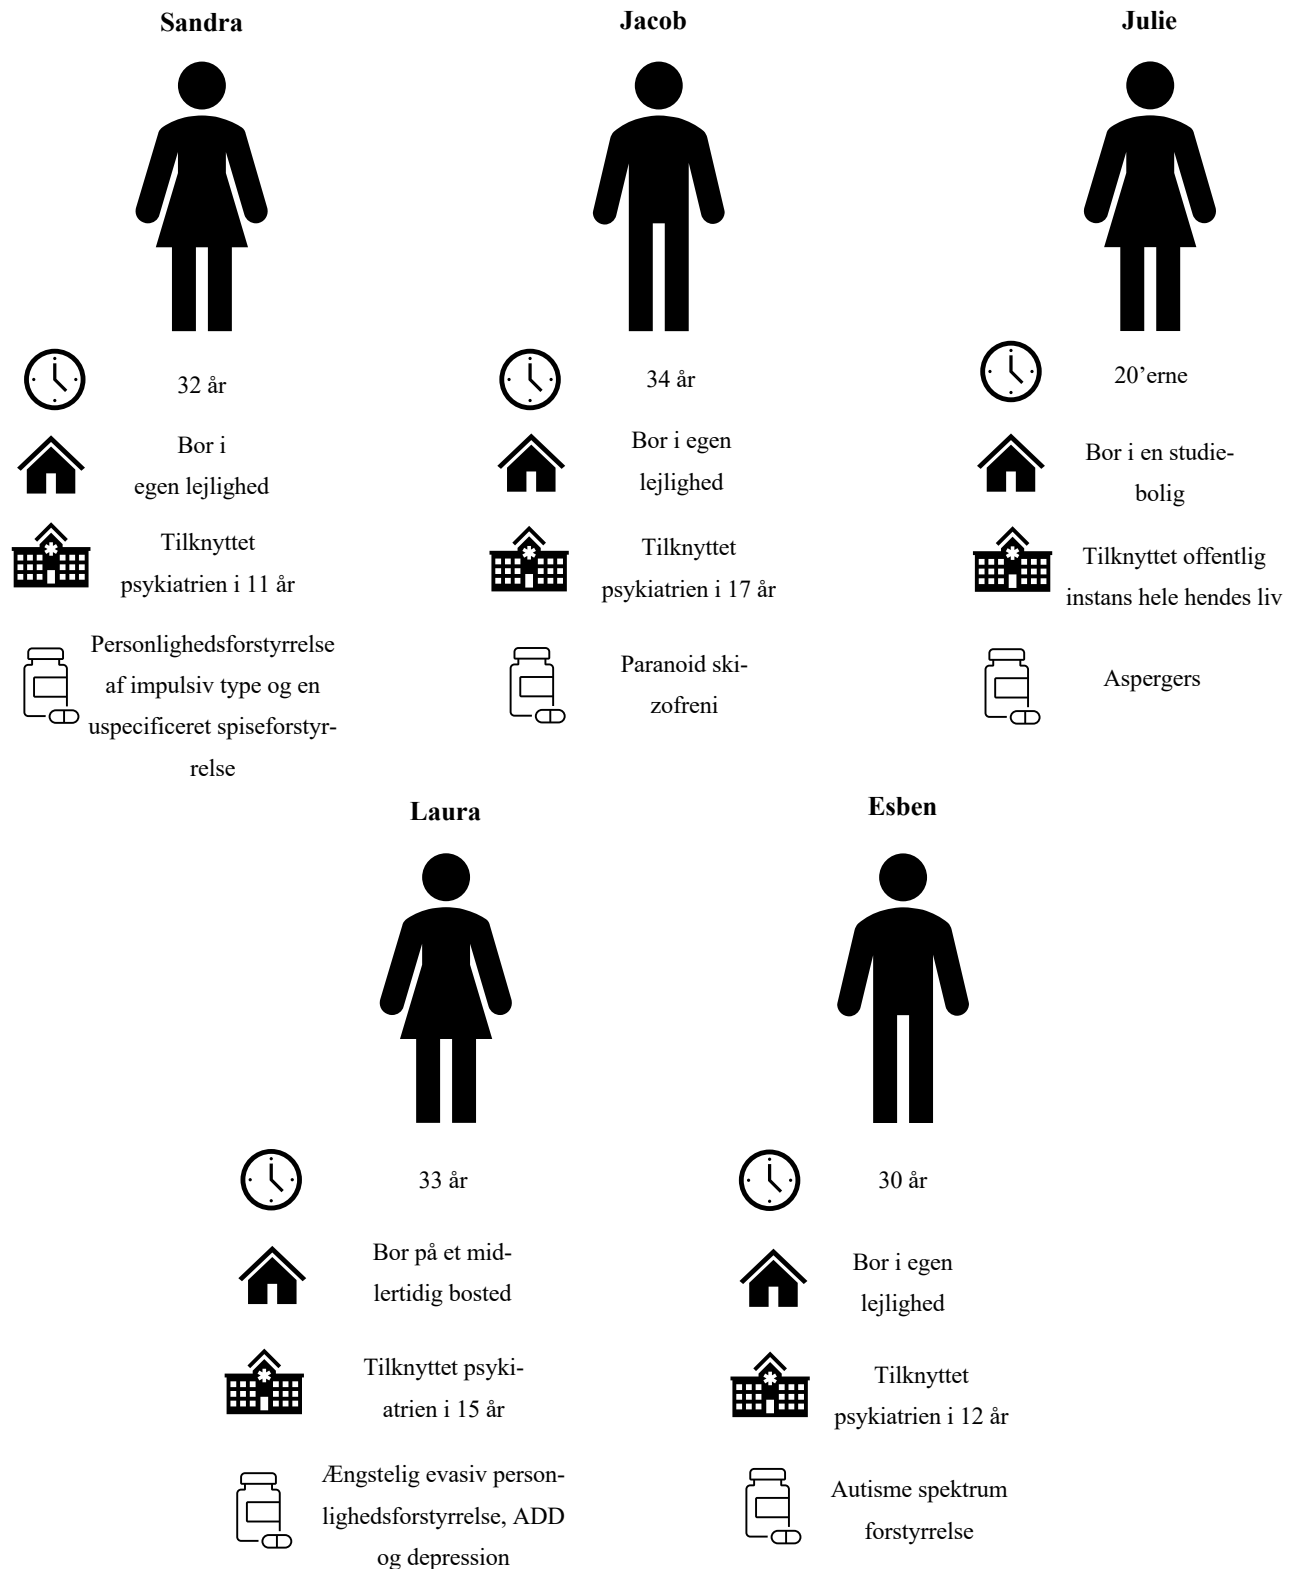 Sandra
32 år
Bor i
egen lejlighed
Tilknyttet
psykiatrien i 11 år
Personlighedsforstyrrelse
af impulsiv type og en
uspecificeret spiseforstyr-
relse
Jacob
34 år
Bor i egen
lejlighed
Tilknyttet
psykiatrien i 17 år
Paranoid ski-
zofreni
Julie
20’erne
Bor i en studie-
bolig
Tilknyttet offentlig
instans hele hendes liv
Aspergers
Laura
33 år
Bor på et mid-
lertidig bosted
Tilknyttet psyki-
atrien i 15 år
Ængstelig evasiv person-
lighedsforstyrrelse, ADD
og depression
Esben
30 år
Bor i egen
lejlighed
Tilknyttet
psykiatrien i 12 år
Autisme spektrum
forstyrrelse